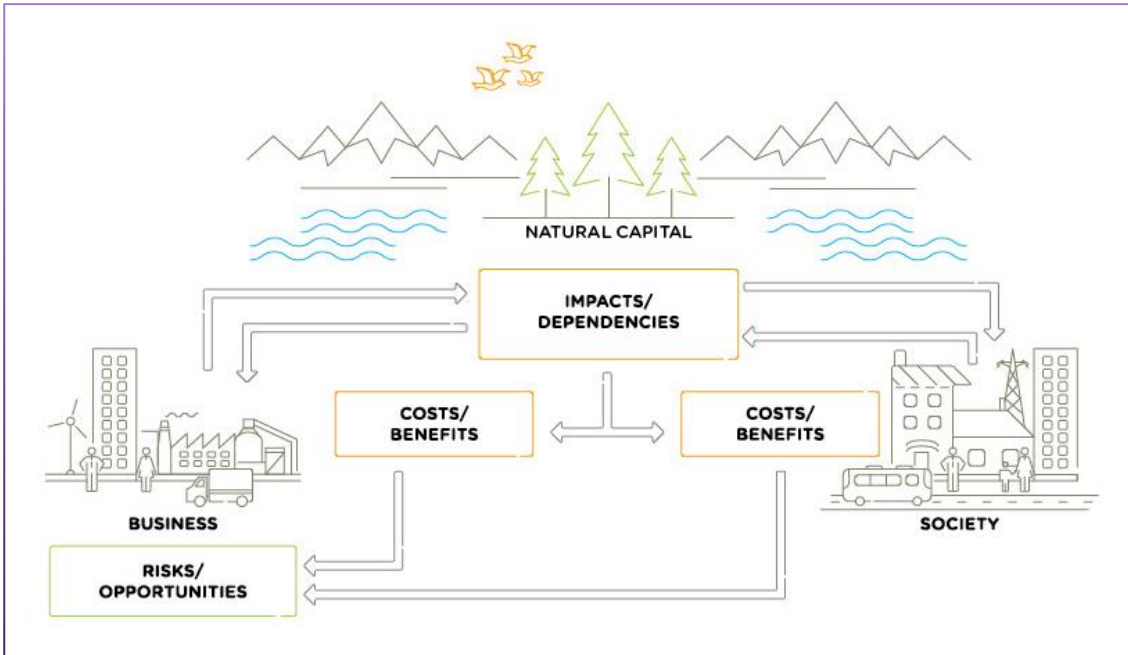 NATURAL CAPITAL
IMPACTS/
DEPENDENCIES
COSTS/
BENEFITS
COSTS/
BENEFITS
BUSINESS
SOCIETY
RISKS/
OPPORTUNITIES